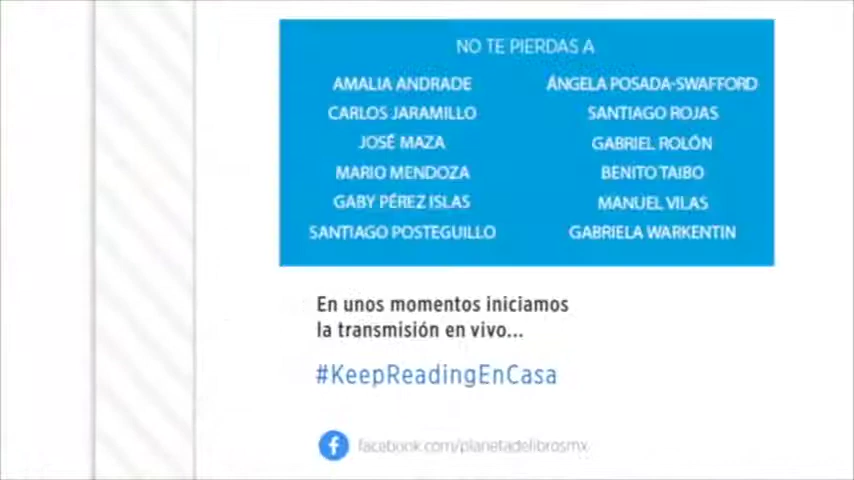 NO TE PIERDAS A
AMALIA ANDRADE
CARLOS JARAMILLO
JOSÉ MAZA
MARIO MENDOZA
GABY PÉREZ ISLAS
SANTIAGO POSTEGUILLO
ÁNGELA POSADA-SWAFFORD
SANTIAGO ROJAS
GABRIEL ROLÓN
BENITO TAIBO
MANUEL VILAS
GABRIELA WARKENTIN
En unos momentos iniciamos
la transmisión en vivo...
#KeepReadingEnCasa
facebook.com/planetadelibrosmx